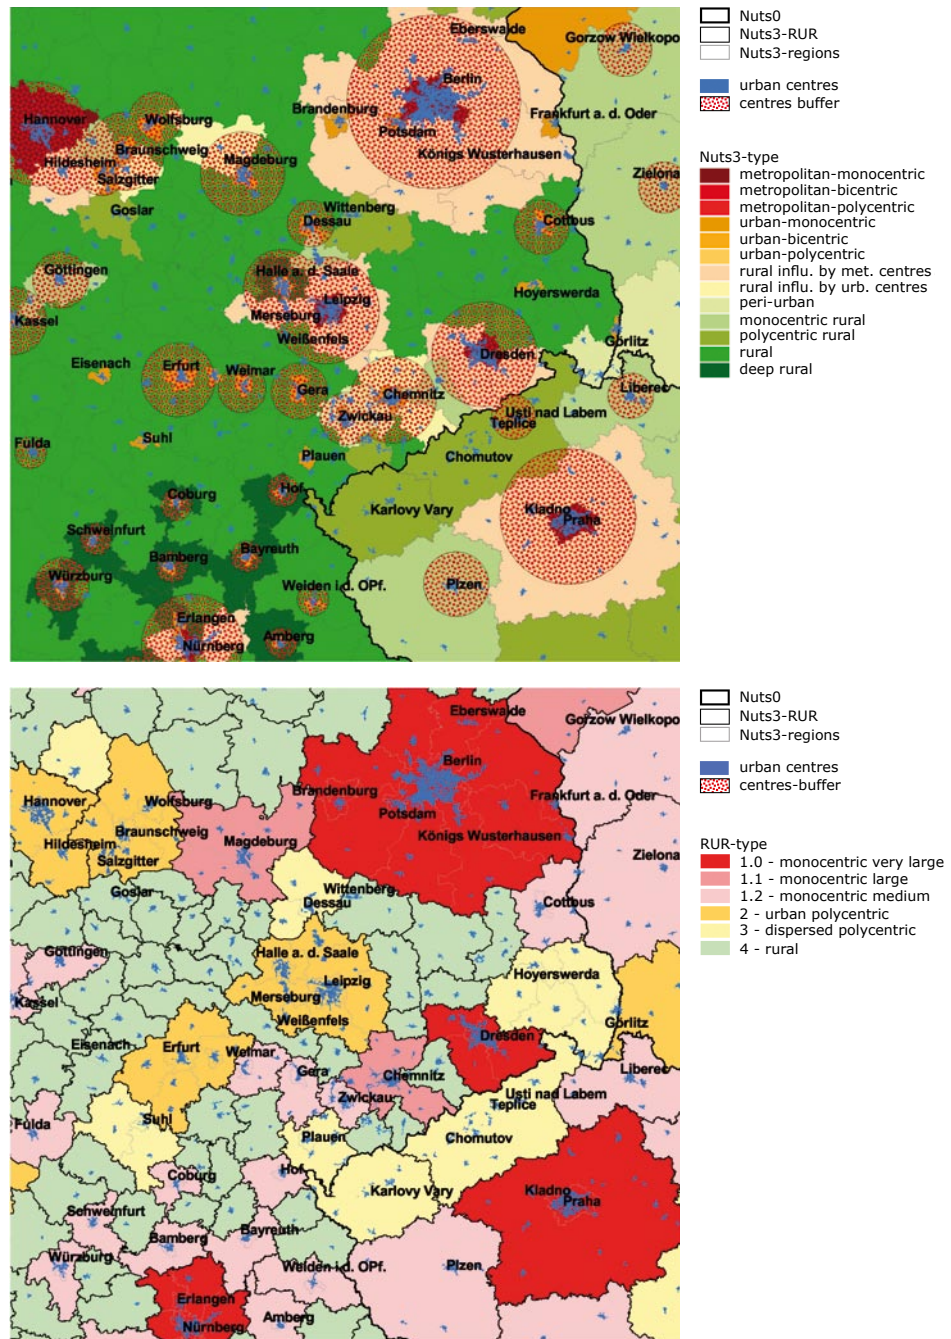 Eberswalde
Gorzow Wielkopo
Berlin
Hannover
Wolfsburg
Brandenburg
Frankfurt a. d. Oder
Potsdam
Braunschweig
Königs Wusterhausen
Hildesheim
Magdeburg
Salzgitter
Zielona
Goslar
Wittenberg
Dessau
Cottbus
Göttingen
Halle a. d. Saale
Hoyerswerda
Leipzig
Kassel
Merseburg
Weißenfels
Görlitz
Dresden
Eisenach
Erfurt
Weimar
Gera
Chemnitz
Liberec
Zwickau
Usti nad Labem
Teplice
Fulda
Suhl
Plauen
Chomutov
Coburg
Hof
Karlovy Vary
Kladno
Praha
Schweinfurt
Bamberg
Bayreuth
Würzburg
Weiden i.d. OPf.
Plzen
Erlangen
Amberg
Nürnberg
Nuts0
Nuts3-RUR
Nuts3-regions
urban centres
centres buffer
Nuts3-type
metropolitan-monocentric
metropolitan-bicentric
metropolitan-polycentric
urban-monocentric
urban-bicentric
urban-polycentric
rural influ. by met. centres
rural influ. by urb. centres
peri-urban
monocentric rural
polycentric rural
rural
deep rural
Eberswalde
Gorzow Wielkopo
Berlin
Brandenburg
Hannover
Wolfsburg
Frankfurt a. d. Oder
Potsdam
Braunschweig
Königs Wusterhausen
Hildesheim
Magdeburg
Salzgitter
Zielona
Goslar
Wittenberg
Dessau
Cottbus
Göttingen
Halle a. d. Saale
Hoyerswerda
Leipzig
Kassel
Merseburg
Weißenfels
Görlitz
Dresden
Eisenach
Erfurt
Weimar
Gera
Chemnitz
Liberec
Zwickau
Usti nad Labem
Teplice
Fulda
Suhl
Plauen
Chomutov
Coburg
Hof
Karlovy Vary
Kladno
Praha
Schweinfurt
Bamberg
Bayreuth
Würzburg
Weiden i.d. OPf.
Plzen
Erlangen
Amberg
Nürnberg
Nuts0
Nuts3-RUR
Nuts3-regions
urban centres
centres-buffer
RUR-type
1.0 - monocentric very large
1.1 - monocentric large
1.2 - monocentric medium
2 - urban polycentric
3 - dispersed polycentric
4 - rural